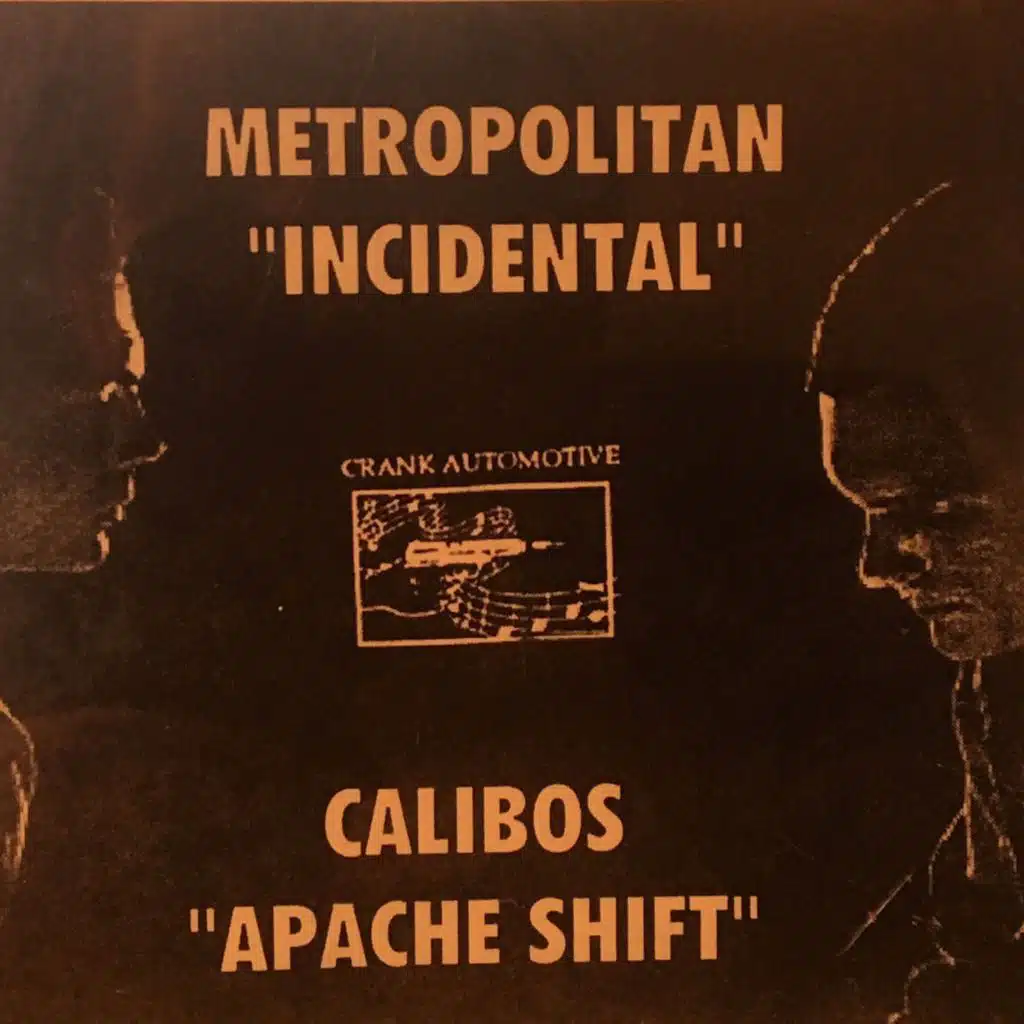 METROPOLITAN
"INCIDENTAL"
CRANK AUTOMOTIVE
CALIBOS
"APACHE SHIFT"